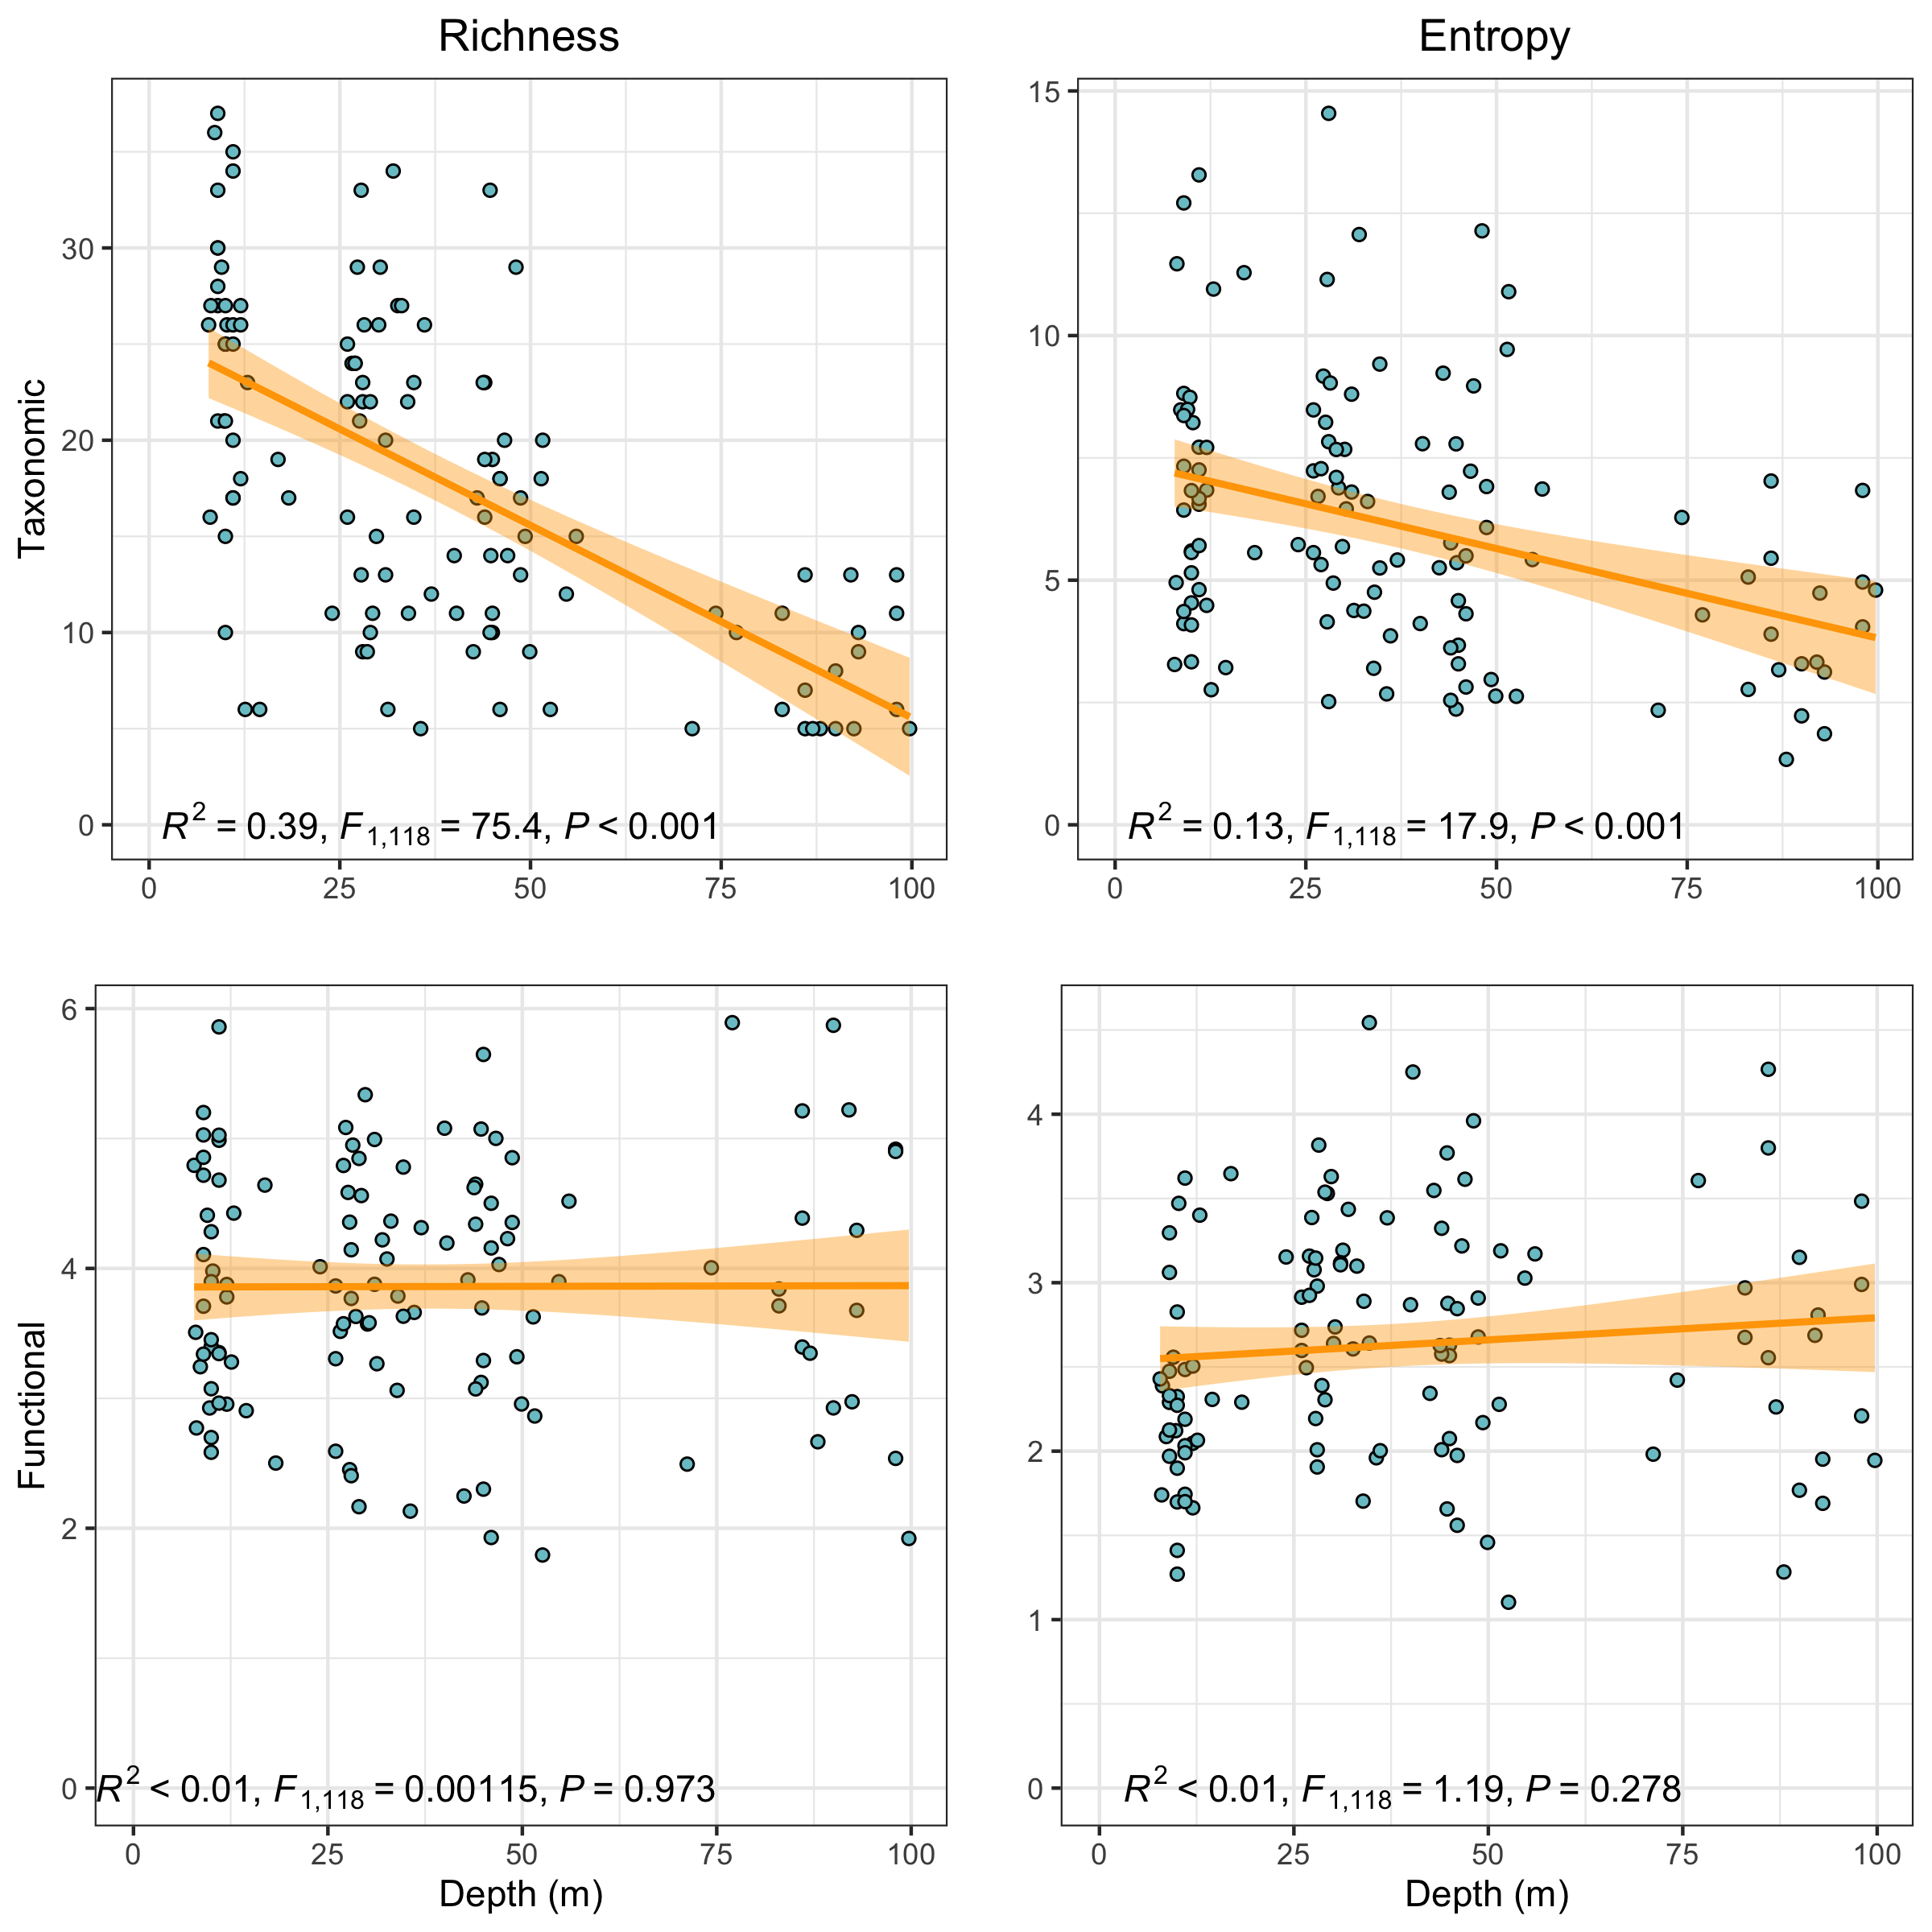 Richness
Entropy
Taxonomic
30
20
10
0
R² = 0.39, F1,118 = 75.4, P < 0.001
0 25 50 75 100
15
10
5
0
R² = 0.13, F1,118 = 17.9, P < 0.001
0 25 50 75 100
Functional
6
4
2
0
R² < 0.01, F1,118 = 0.00115, P = 0.973
0 25 50 75 100
Depth (m)
4
3
2
1
0
R² < 0.01, F1,118 = 1.19, P = 0.278
0 25 50 75 100
Depth (m)